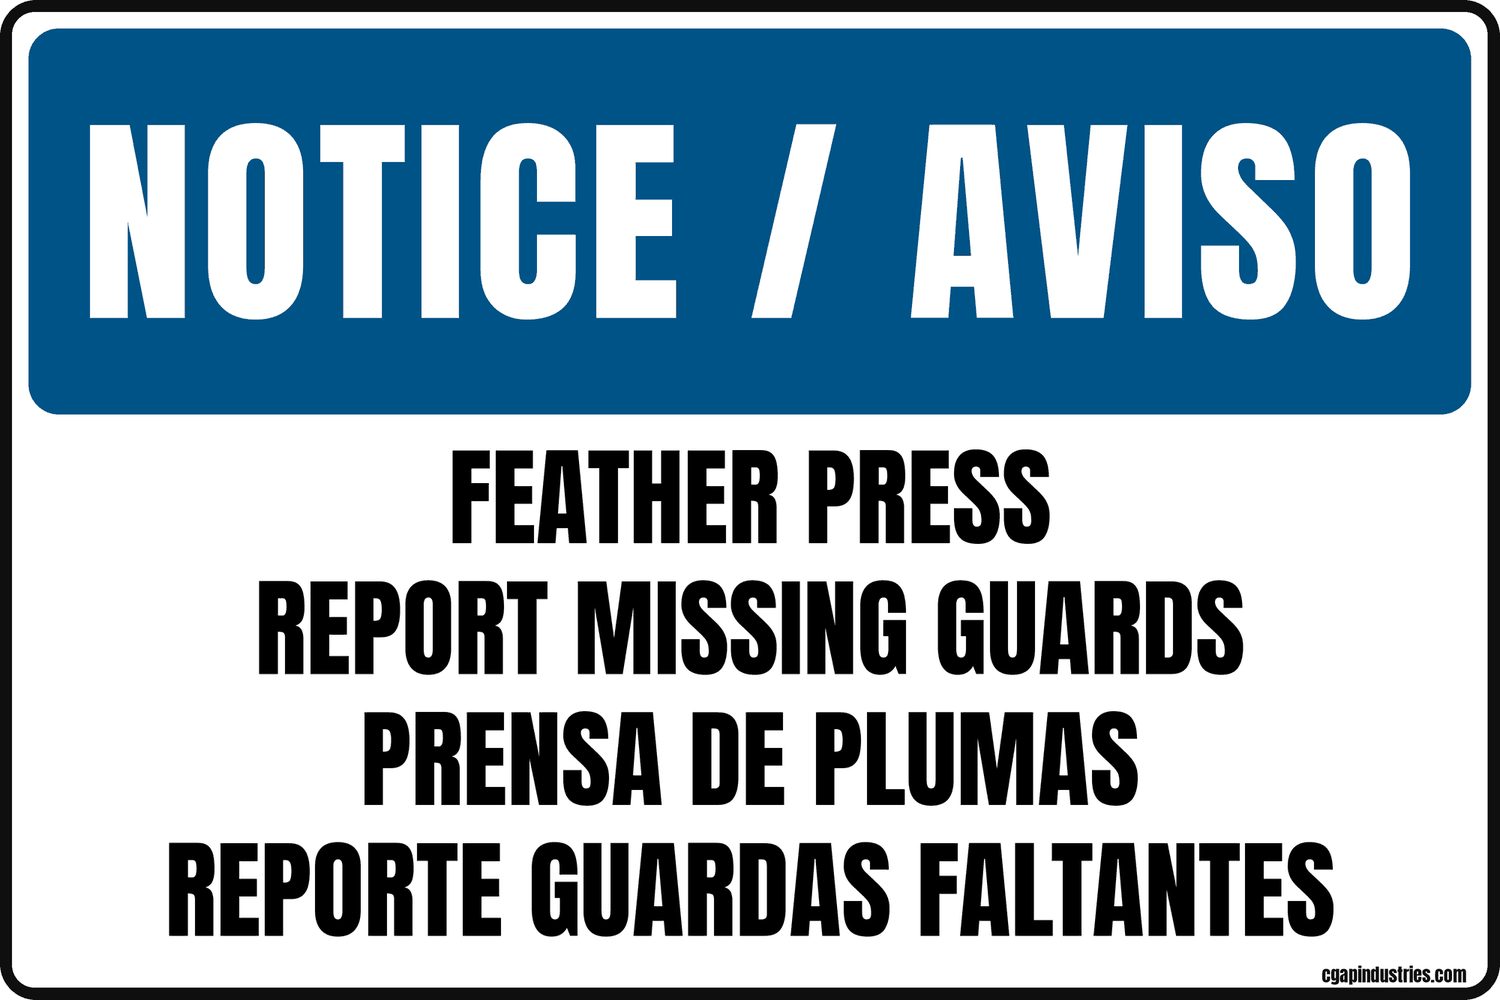 NOTICE / AVISO
FEATHER PRESS
REPORT MISSING GUARDS
PRENSA DE PLUMAS
REPORTE GUARDAS FALTANTES
cgapindustries.com